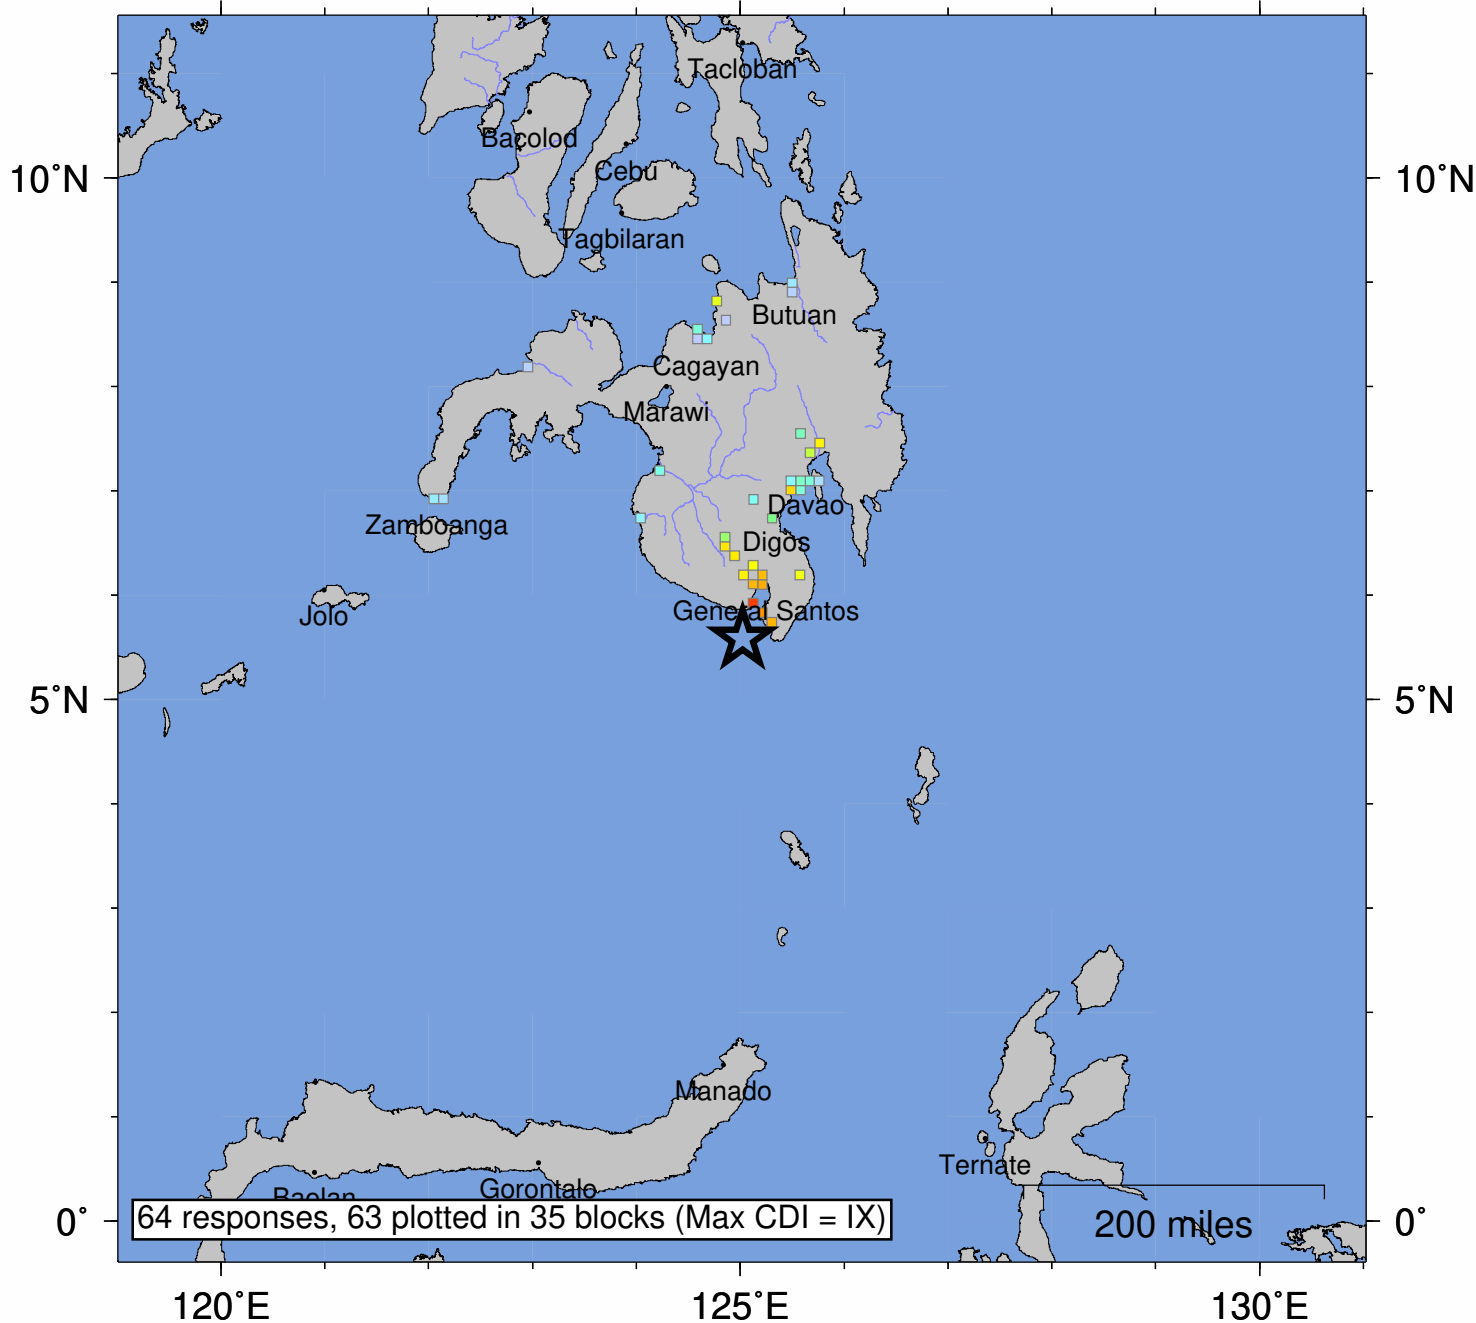 Tacloban
Bacolod
Cebu
10˚N
10˚N
Tagbilaran
Butuan
Cagayan
Marawi
Davao
Zamboanga
Digos
General Santos
Jolo
5˚N
5˚N
Manado
Ternate
Gorontalo
Baolan
64 responses, 63 plotted in 35 blocks (Max CDI = IX)
200 miles
0˚
0˚
120˚E
125˚E
130˚E